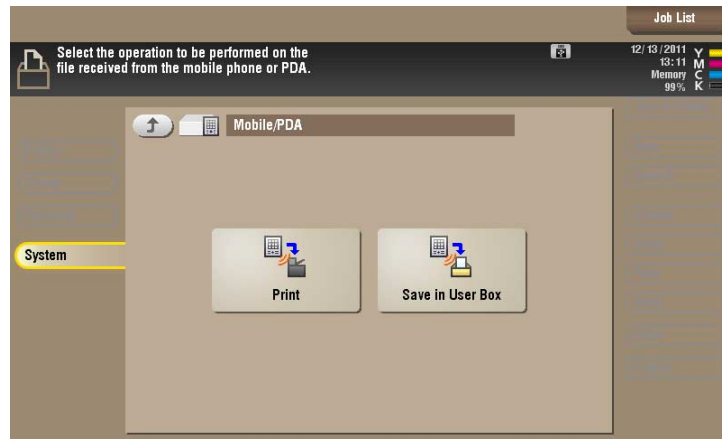 Job List
Select the operation to be performed on the
file received from the mobile phone or PDA.
12/13/2011
13:11
Memory
99%
Y
M
C
K
Mobile/PDA
System
Print
Save in User Box